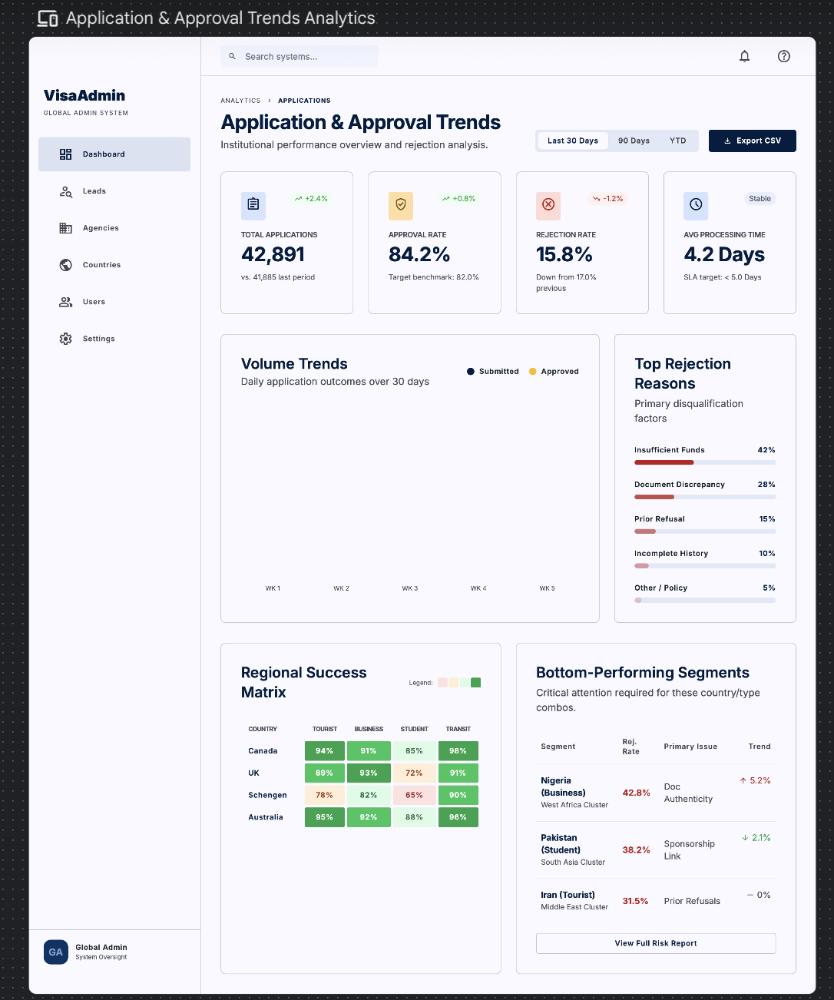 Application & Approval Trends Analytics
Search systems...
VisaAdmin
GLOBAL ADMIN SYSTEM
Dashboard
Leads
Agencies
Countries
Users
Settings
GA
Global Admin
System Oversight
ANALYTICS › APPLICATIONS
Application & Approval Trends
Institutional performance overview and rejection analysis.
Last 30 Days 90 Days YTD
Export CSV
+2.4%
TOTAL APPLICATIONS
42,891
vs. 41,885 last period
+0.8%
APPROVAL RATE
84.2%
Target benchmark: 82.0%
-1.2%
REJECTION RATE
15.8%
Down from 17.0%
previous
Stable
AVG PROCESSING TIME
4.2 Days
SLA target: < 5.0 Days
Volume Trends
Daily application outcomes over 30 days
Submitted Approved
WK 1 WK 2 WK 3 WK 4 WK 5
Top Rejection
Reasons
Primary disqualification
factors
Insufficient Funds 42%
Document Discrepancy 28%
Prior Refusal 15%
Incomplete History 10%
Other / Policy 5%
Regional Success
Matrix
Legend:
COUNTRY TOURIST BUSINESS STUDENT TRANSIT
Canada 94% 91% 85% 98%
UK 89% 93% 72% 91%
Schengen 78% 82% 65% 90%
Australia 95% 92% 88% 96%
Bottom-Performing Segments
Critical attention required for these country/type
combos.
Segment Rej. Rate Primary Issue Trend
Nigeria
(Business)
West Africa Cluster
42.8%
Doc
Authenticity
↑ 5.2%
Pakistan
(Student)
South Asia Cluster
38.2%
Sponsorship
Link
↓ 2.1%
Iran (Tourist)
Middle East Cluster
31.5%
Prior Refusals
— 0%
View Full Risk Report